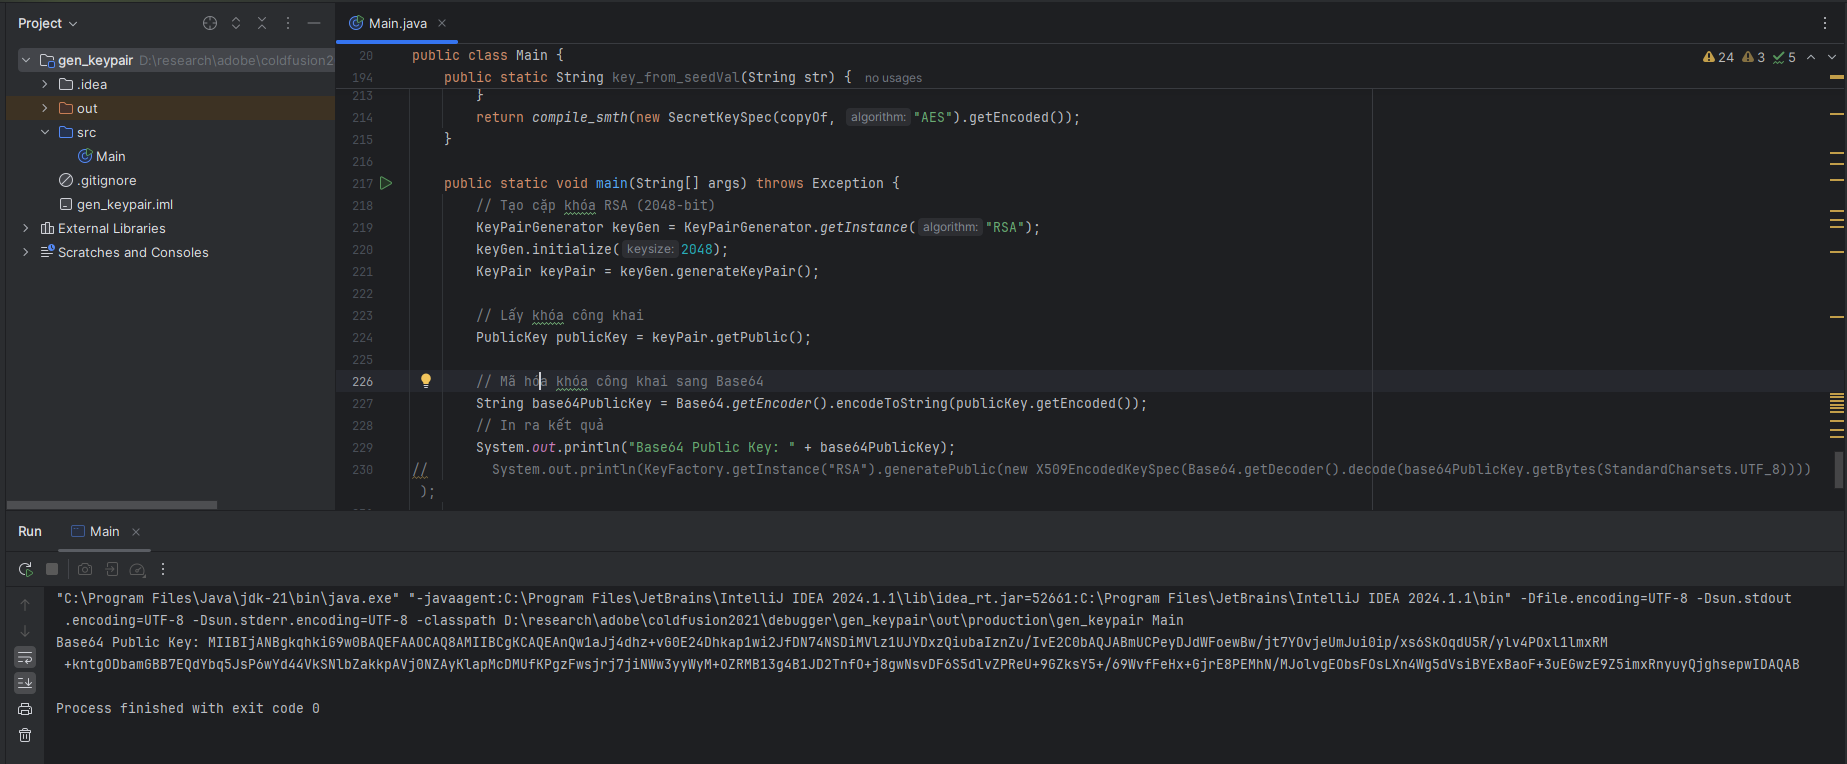 Project
gen_keypair D:\research\adobe\coldfusion2
.idea
out
src
Main
.gitignore
gen_keypair.iml
External Libraries
Scratches and Consoles
Main.java
24 3 5
20 public class Main {
194 public static String key_from_seedVal(String str) { no usages
213 }
214 return compile_smth(new SecretKeySpec(copyOf, algorithm: "AES").getEncoded());
215 }
216
217 public static void main(String[] args) throws Exception {
218 // Tạo cặp khóa RSA (2048-bit)
219 KeyPairGenerator keyGen = KeyPairGenerator.getInstance( algorithm: "RSA");
220 keyGen.initialize( keysize: 2048);
221 KeyPair keyPair = keyGen.generateKeyPair();
222
223 // Lấy khóa công khai
224 PublicKey publicKey = keyPair.getPublic();
225
226 // Mã hóa khóa công khai sang Base64
227 String base64PublicKey = Base64.getEncoder().encodeToString(publicKey.getEncoded());
228 // In ra kết quả
229 System.out.println("Base64 Public Key: " + base64PublicKey);
230 // System.out.println(KeyFactory.getInstance("RSA").generatePublic(new X509EncodedKeySpec(Base64.getDecoder().decode(base64PublicKey.getBytes(StandardCharsets.UTF_8))))
);
Run Main
"C:\Program Files\Java\jdk-21\bin\java.exe" "-javaagent:C:\Program Files\JetBrains\IntelliJ IDEA 2024.1.1\lib\idea_rt.jar=52661:C:\Program Files\JetBrains\IntelliJ IDEA 2024.1.1\bin" -Dfile.encoding=UTF-8 -Dsun.stdout
.encoding=UTF-8 -Dsun.stderr.encoding=UTF-8 -classpath D:\research\adobe\coldfusion2021\debugger\gen_keypair\out\production\gen_keypair Main
Base64 Public Key: MIIBIjANBgkqhkiG9w0BAQEFAAOCAQ8AMIIBCgKCAQEAnQw1aJj4dhz+vG0E24Dhkap1wi2JfDN74NSDiMVlz1UJYDxzQiubaIznZu/IvE2C0bAQJABmUCPeyDJdWFoewBw/jt7YOvjeUmJui0ip/xs6SkOqdU5R/ylv4POxl1lmxRM
+kntgODbamGBB7EQdYbq5JsP6wYd44VkSNlbZakkpAVj0NZAyKlapMcDMUfKPgzFwsjrj7jiNWw3yyWyM+OZRMB13g4B1JD2TnfO+j8gwNsvDF6S5dlvZPReU+9GZksY5+/69WvfFeHx+GjrE8PEMhN/MJolvgEObsFOsLXn4Wg5dVsiBYExBaoF+3uEGwzE9Z5imxRnyuyQjghsepwIDAQAB
Process finished with exit code 0